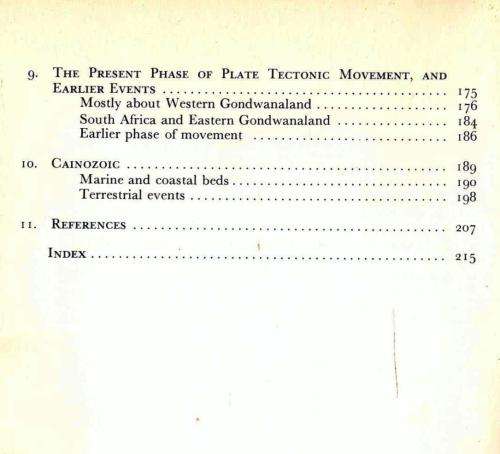 9. The Present Phase of Plate Tectonic Movement, and
Earlier Events ........................................ 175
Mostly about Western Gondwanaland ................... 176
South Africa and Eastern Gondwanaland ................ 184
Earlier phase of movement ............................ 186
10. Cainozoic ............................................. 189
Marine and coastal beds .............................. 190
Terrestrial events ................................... 198
11. References ............................................ 207
Index ................................................. 215